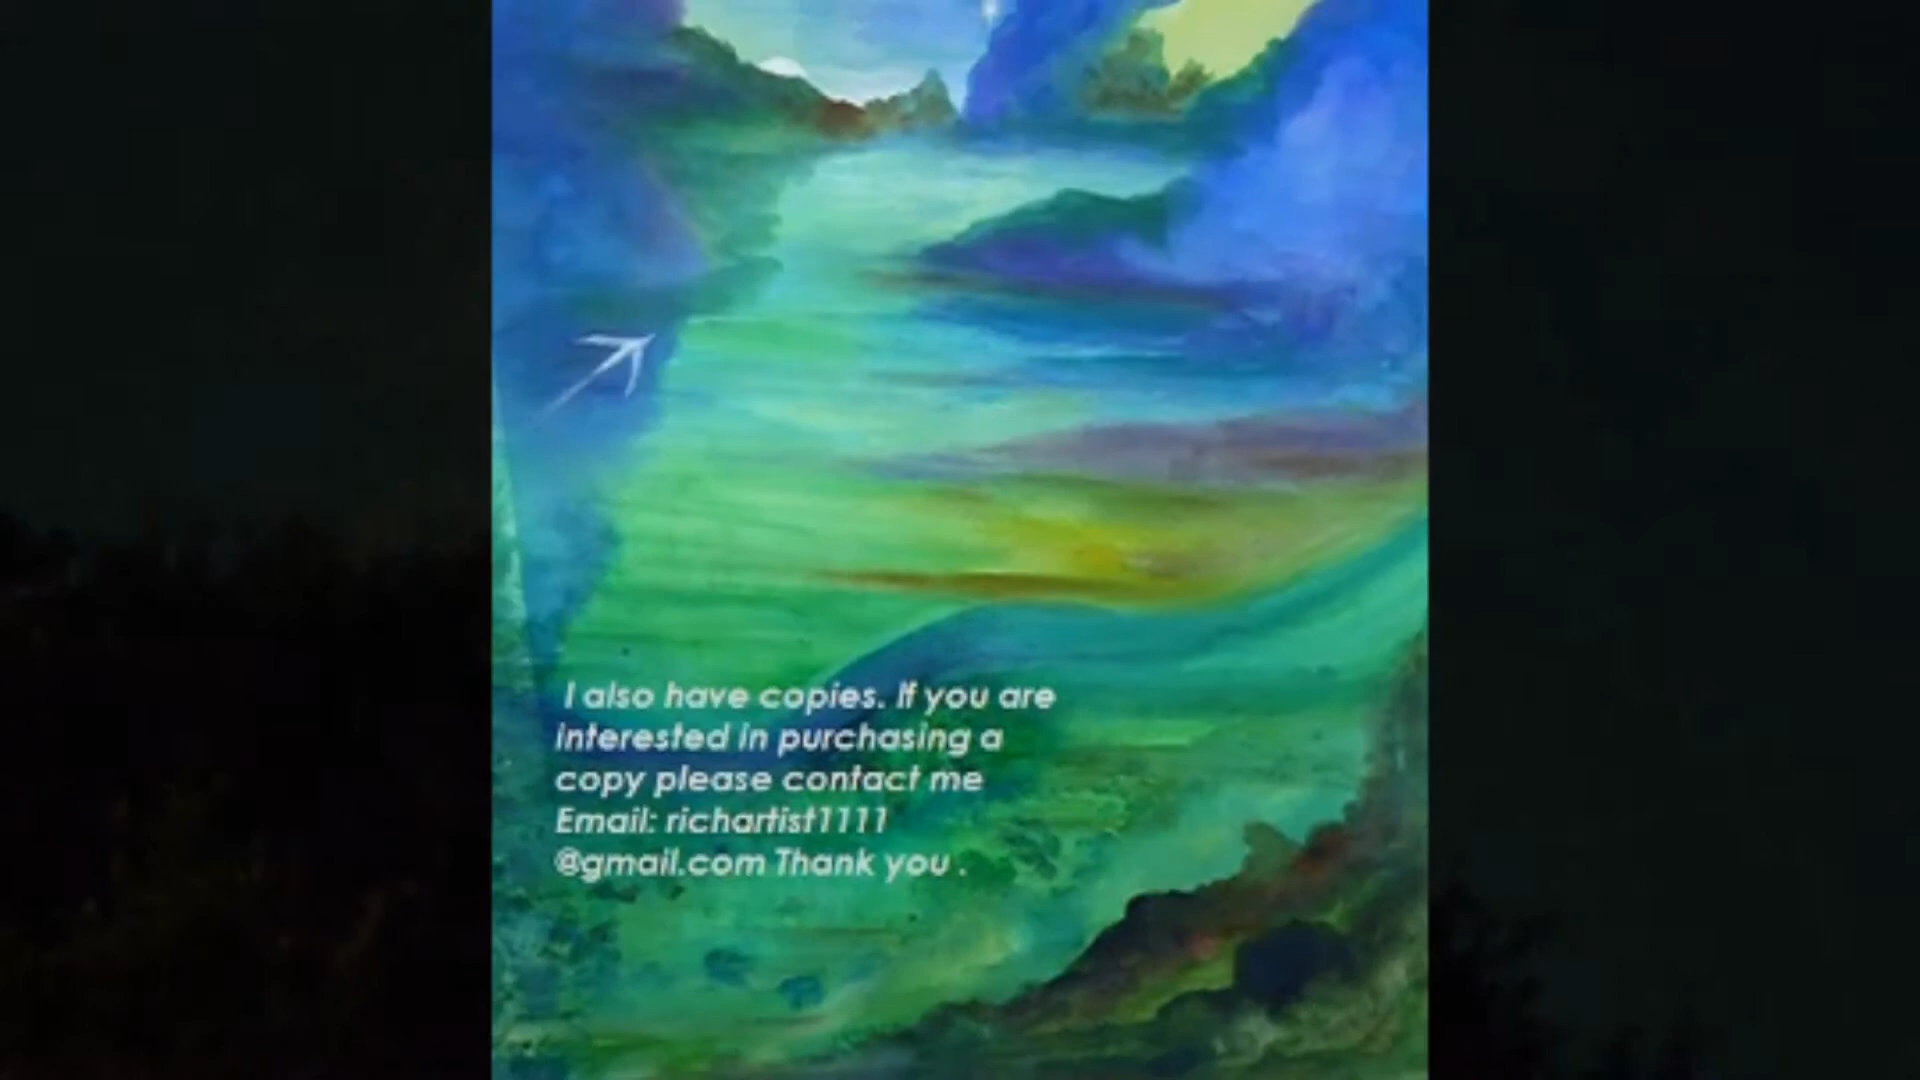 I also have copies. If you are
interested in purchasing a
copy please contact me
Email: richartist1111
@gmail.com Thank you .